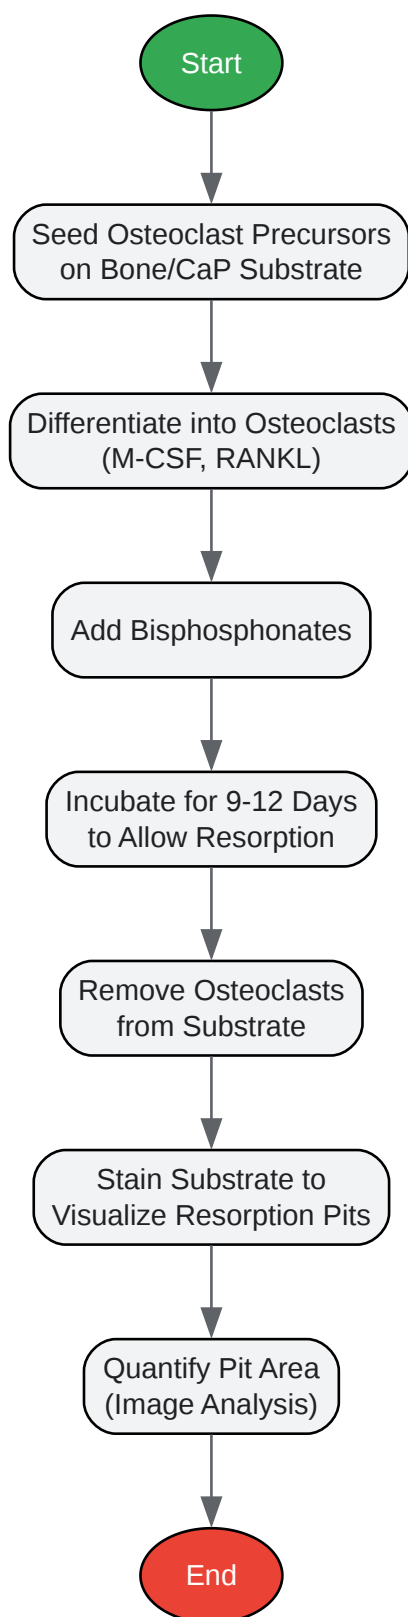 Start
Seed Osteoclast Precursors
on Bone/CaP Substrate
Differentiate into Osteoclasts
(M-CSF, RANKL)
Add Bisphosphonates
Incubate for 9-12 Days
to Allow Resorption
Remove Osteoclasts
from Substrate
Stain Substrate to
Visualize Resorption Pits
Quantify Pit Area
(Image Analysis)
End